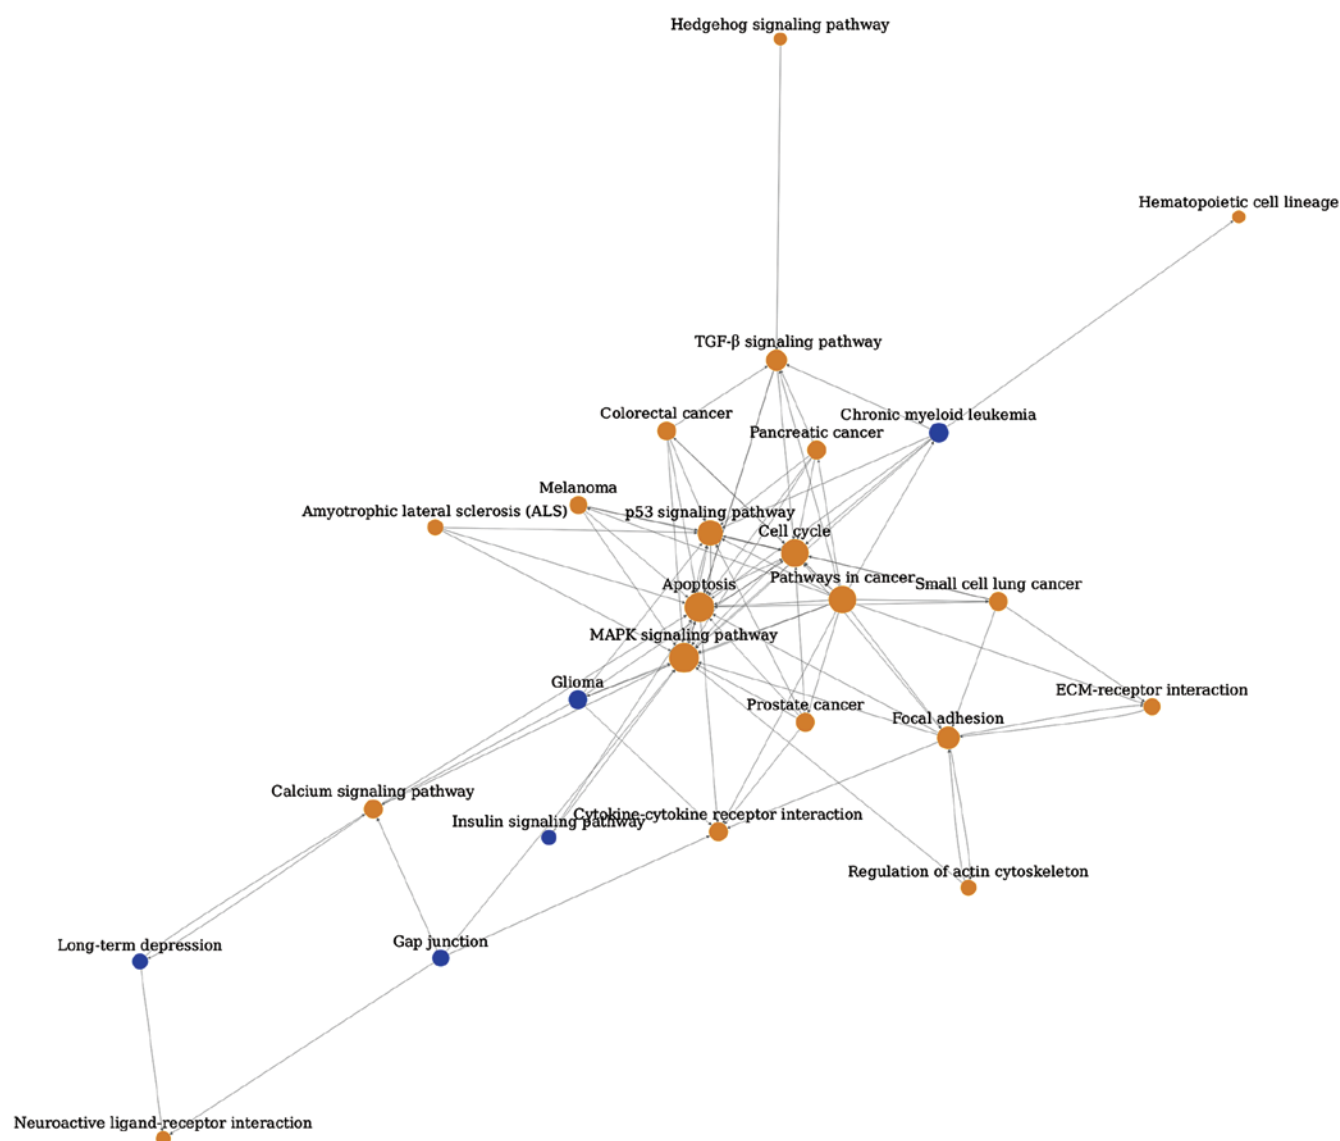 Hedgehog signaling pathway
Hematopoietic cell lineage
TGF-β signaling pathway
Colorectal cancer
Chronic myeloid leukemia
Pancreatic cancer
Melanoma
Amyotrophic lateral sclerosis (ALS)
p53 signaling pathway
Cell cycle
Pathways in cancer
Apoptosis
Small cell lung cancer
MAPK signaling pathway
Glioma
ECM-receptor interaction
Prostate cancer
Focal adhesion
Calcium signaling pathway
Insulin signaling pathway
Cytokine-cytokine receptor interaction
Regulation of actin cytoskeleton
Long-term depression
Gap junction
Neuroactive ligand-receptor interaction